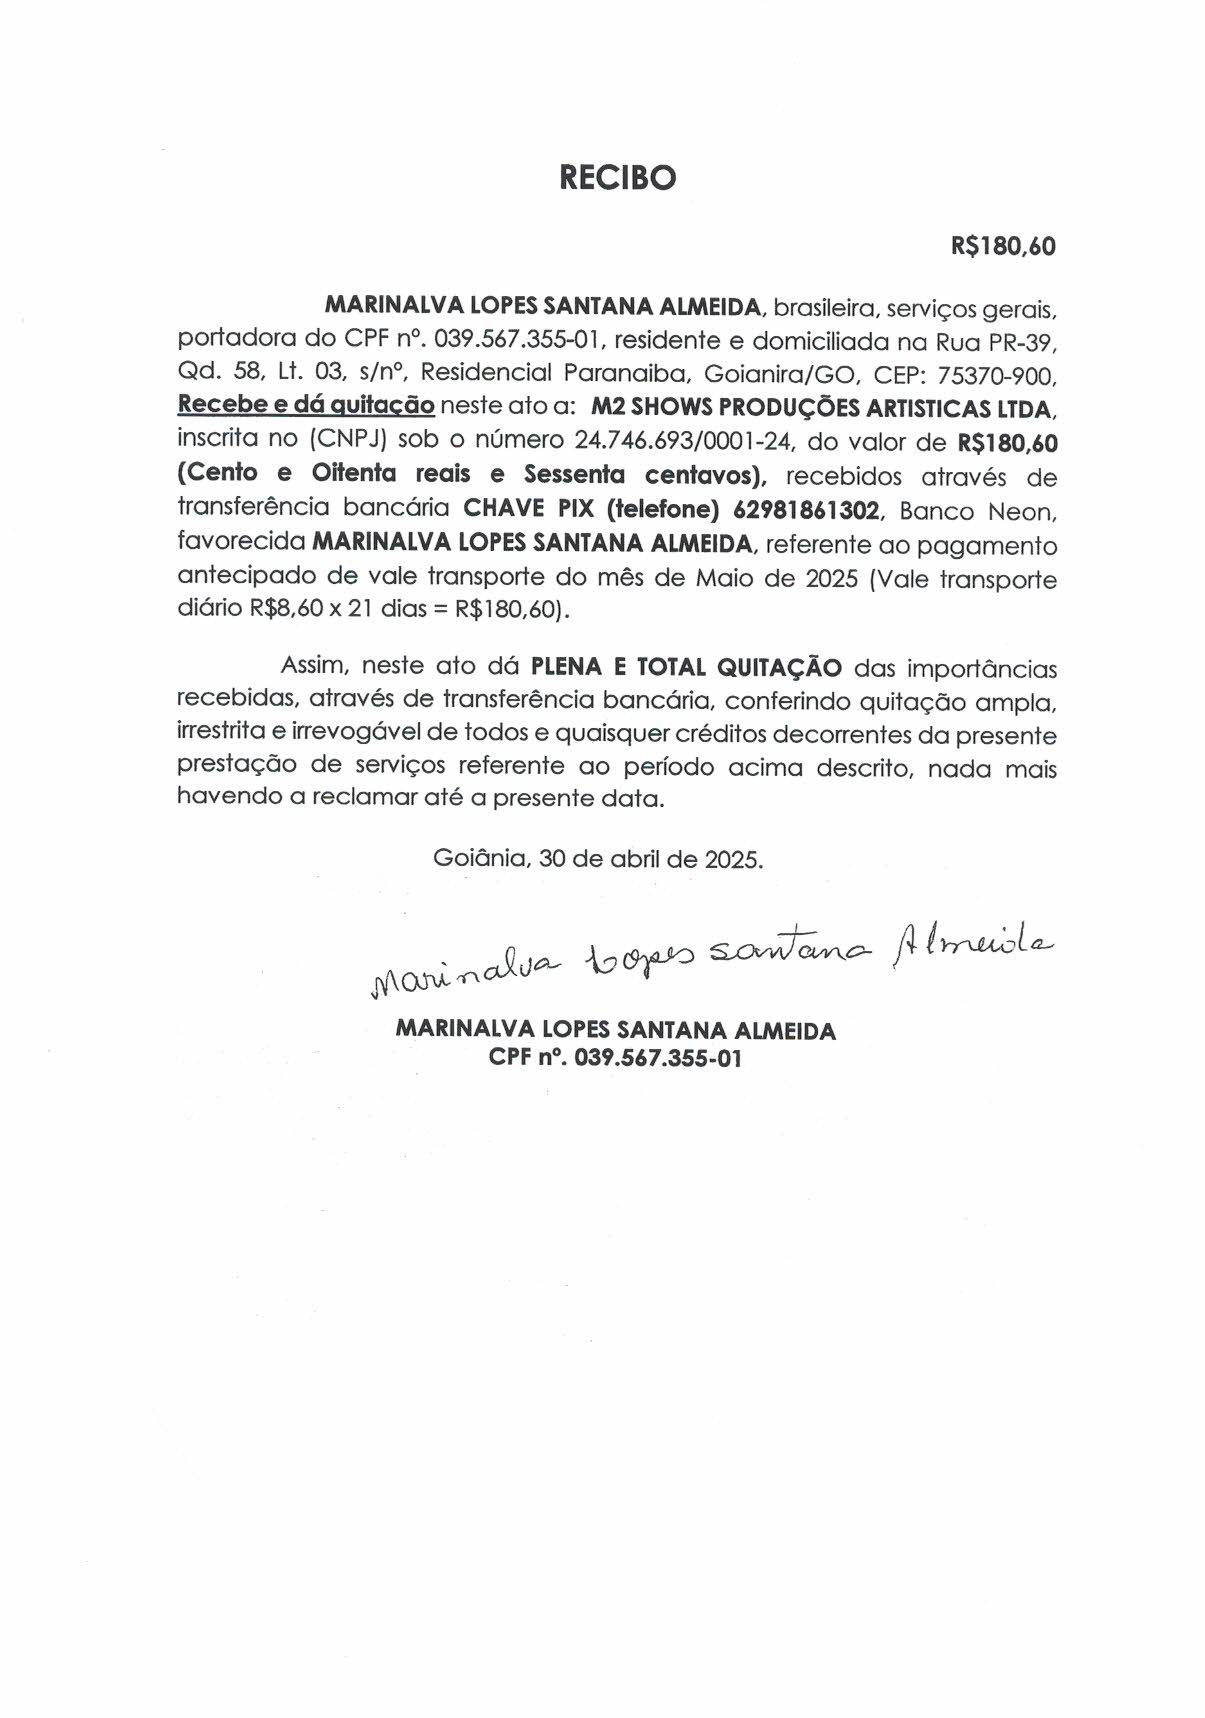 RECIBO
R$180,60
MARINALVA LOPES SANTANA ALMEIDA, brasileira, serviços gerais,
portadora do CPF nº. 039.567.355-01, residente e domiciliada na Rua PR-39,
Qd. 58, Lt. 03, s/nº, Residencial Paranaiba, Goianira/GO, CEP: 75370-900,
Recebe e dá quitação neste ato a: M2 SHOWS PRODUÇÕES ARTISTICAS LTDA,
inscrita no (CNPJ) sob o número 24.746.693/0001-24, do valor de R$180,60
(Cento e Oitenta reais e Sessenta centavos), recebidos através de
transferência bancária CHAVE PIX (telefone) 62981861302, Banco Neon,
favorecida MARINALVA LOPES SANTANA ALMEIDA, referente ao pagamento
antecipado de vale transporte do mês de Maio de 2025 (Vale transporte
diário R$8,60 x 21 dias = R$180,60).
Assim, neste ato dá PLENA E TOTAL QUITAÇÃO das importâncias
recebidas, através de transferência bancária, conferindo quitação ampla,
irrestrita e irrevogável de todos e quaisquer créditos decorrentes da presente
prestação de serviços referente ao período acima descrito, nada mais
havendo a reclamar até a presente data.
Goiânia, 30 de abril de 2025.
Marinalva Lopes Santana Almeida
MARINALVA LOPES SANTANA ALMEIDA
CPF nº. 039.567.355-01